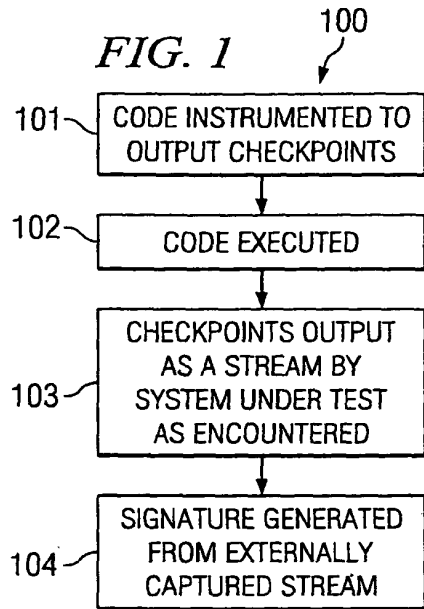 FIG. 1
100
101
CODE INSTRUMENTED TO
OUTPUT CHECKPOINTS
102
CODE EXECUTED
103
CHECKPOINTS OUTPUT
AS A STREAM BY
SYSTEM UNDER TEST
AS ENCOUNTERED
104
SIGNATURE GENERATED
FROM EXTERNALLY
CAPTURED STREAM